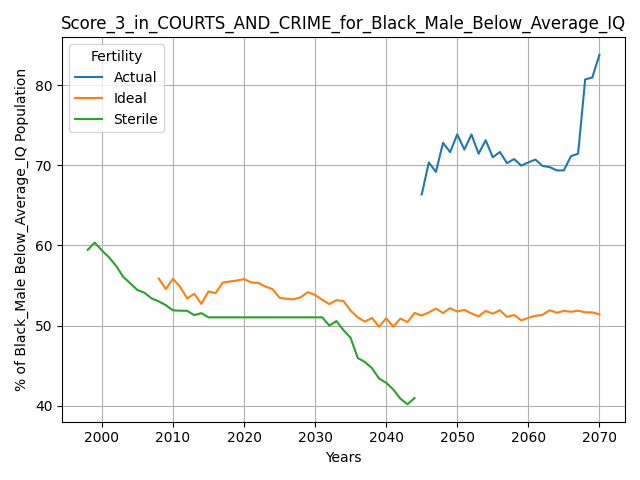 Score_3_in_COURTS_AND_CRIME_for_Black_Male_Below_Average_IQ
Fertility
Actual
Ideal
Sterile
% of Black_Male Below_Average_IQ Population
80
70
60
50
40
2000 2010 2020 2030 2040 2050 2060 2070
Years